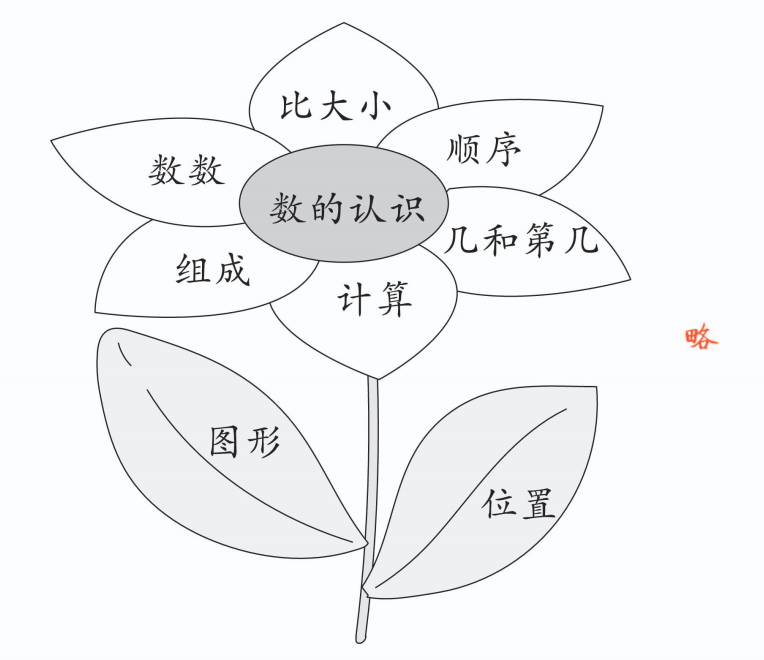 比大小
顺序
数数
数的认识
几和第几
组成
计算
略
图形
位置